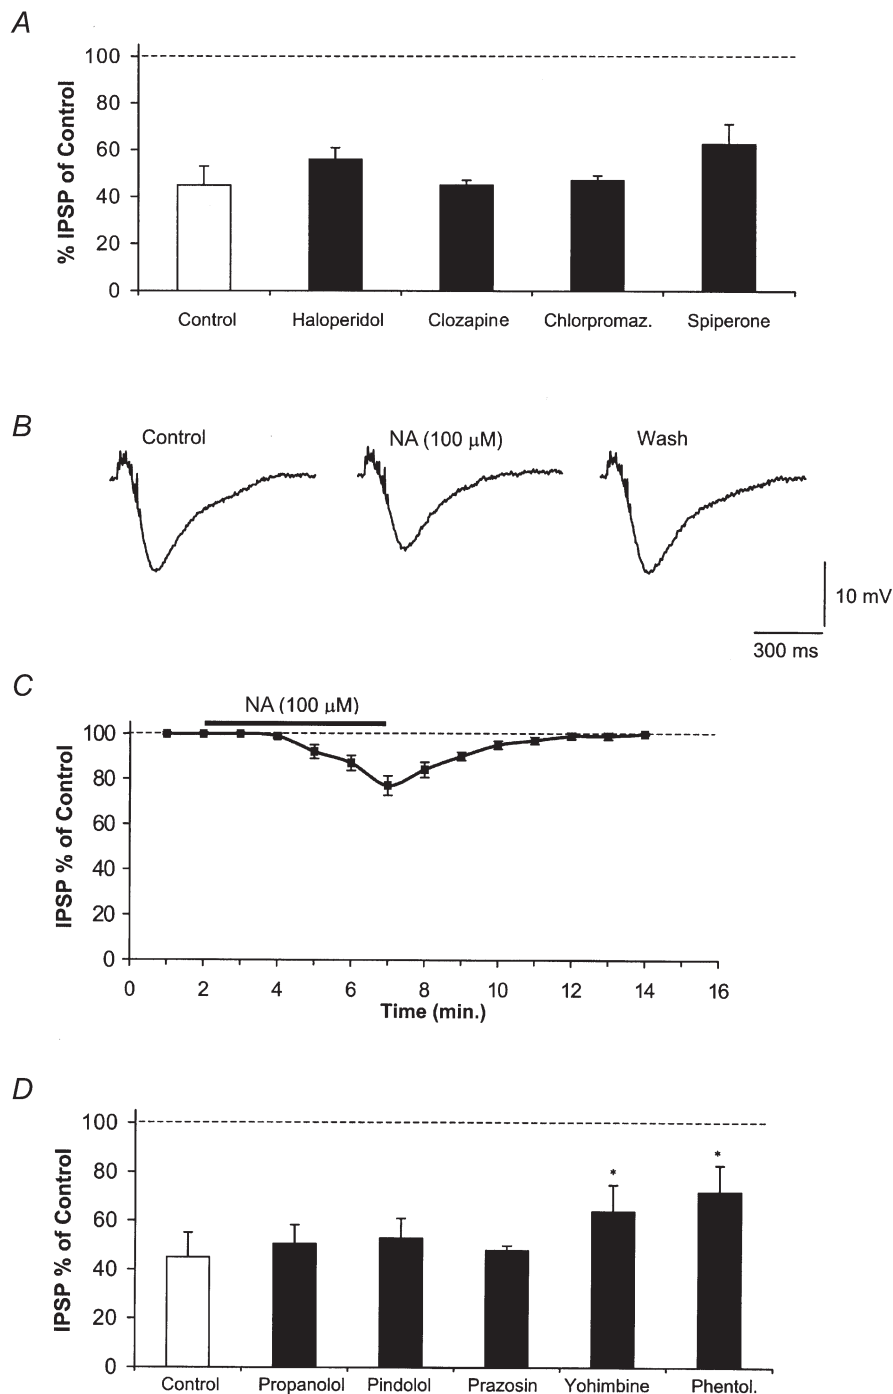 A
100
80
60
40
20
0
% IPSP of Control
Control Haloperidol Clozapine Chlorpromaz. Spiperone
B
Control NA (100 µM) Wash
10 mV
300 ms
C
NA (100 µM)
100
80
60
40
20
0
IPSP % of Control
0 2 4 6 8 10 12 14 16
Time (min.)
D
100
80
60
40
20
0
IPSP % of Control
* *
Control Propanolol Pindolol Prazosin Yohimbine Phentol.